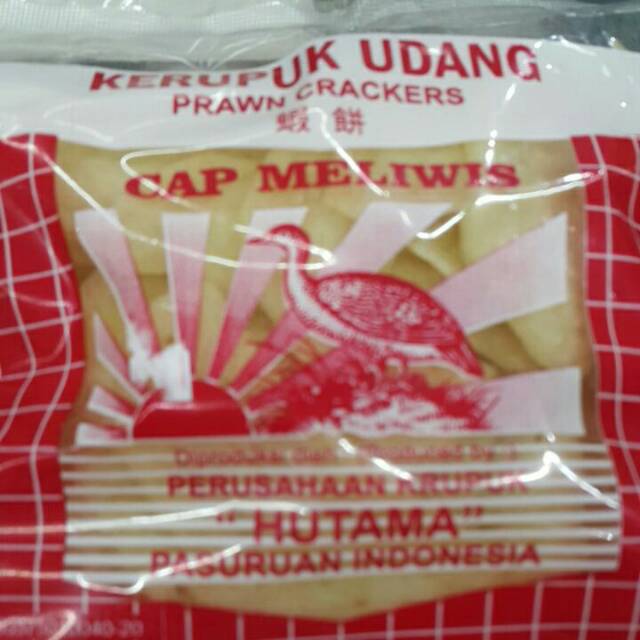 KERUPUK UDANG
PRAWN CRACKERS
蝦餅
CAP MELIWIS
PERUSAHAAN KRUPUK
" HUTAMA"
PASURUAN INDONESIA